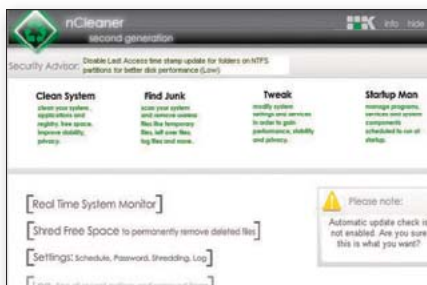 nCleaner
second generation
info hide
Security Advisor: Disable Last Access time stamp update for folders on NTFS
partitions for better disk performance (Low)
Clean System
clean your system,
applications and
registry, free space,
improve stability,
privacy.
Find Junk
scan your system
and remove useless
files like temporary
files, left over files,
log files and more.
Tweak
modify system
settings and services
in order to gain
performance, stability
and privacy.
Startup Man
manage programs,
services and system
components
scheduled to run at
startup.
[Real Time System Monitor]
[Shred Free Space to permanently remove deleted files]
[Settings: Schedule, Password, Shredding, Log]
Please note:
Automatic update check is
not enabled. Are you sure
this is what you want?